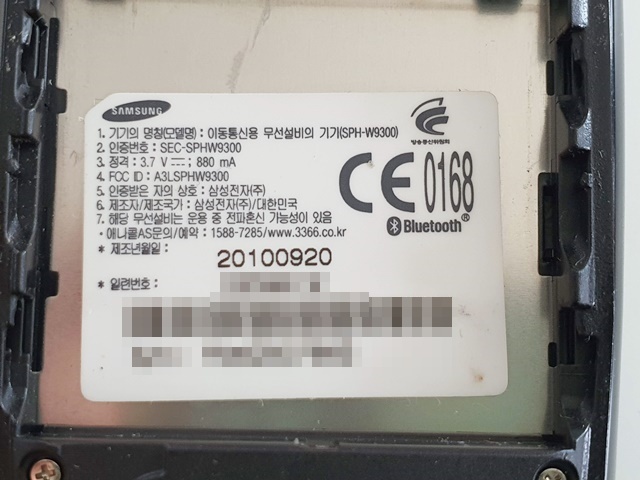 SAMSUNG
방송통신위원회
1. 기기의 명칭(모델명) : 이동통신용 무선설비의 기기(SPH-W9300)
2. 인증번호 : SEC-SPHW9300
3. 정격 : 3.7 V ⎓ ; 880 mA
4. FCC ID : A3LSPHW9300
5. 인증받은 자의 상호 : 삼성전자(주)
6. 제조자/제조국가 : 삼성전자(주)/대한민국
7. 해당 무선설비는 운용 중 전파혼신 가능성이 있음
* 애니콜AS문의/예약 : 1588-7285/www.3366.co.kr
CE 0168
Bluetooth®
* 제조년월일 :
20100920
* 일련번호 :